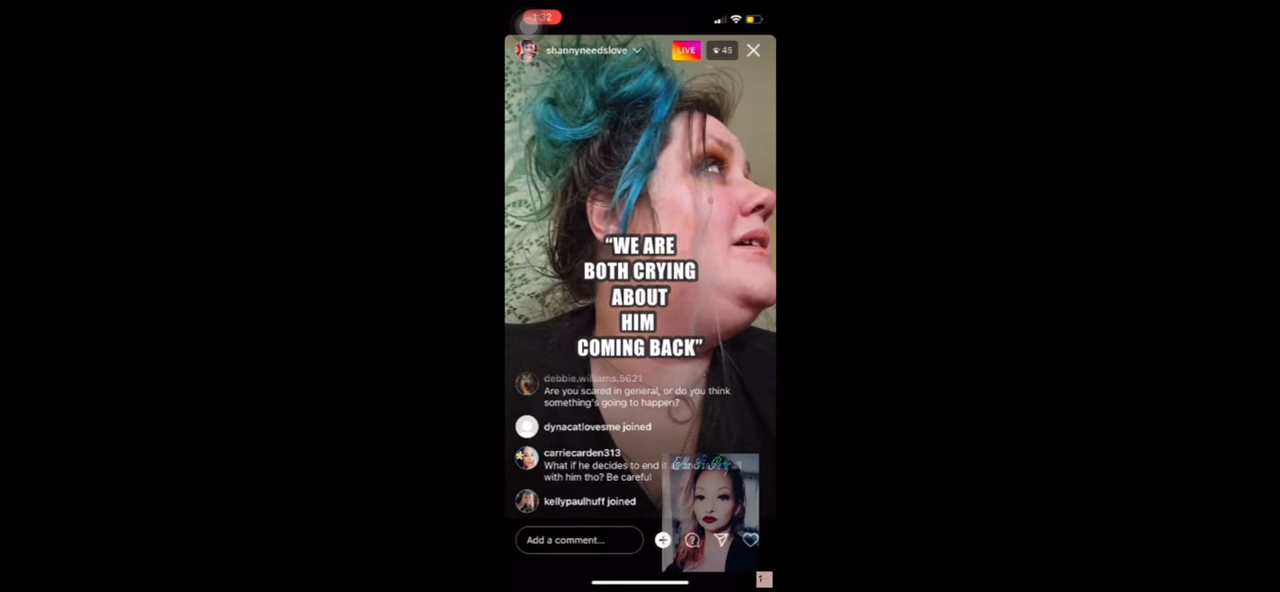 1:32
shannyneedslove
LIVE
45
“WE ARE
BOTH CRYING
ABOUT
HIM
COMING BACK”
debbie.williams.5621
Are you scared in general, or do you think
something's going to happen?
dynacatlovesme joined
carriecarden313
What if he decides to end it
with him tho? Be careful
kellypaulhuff joined
Add a comment...